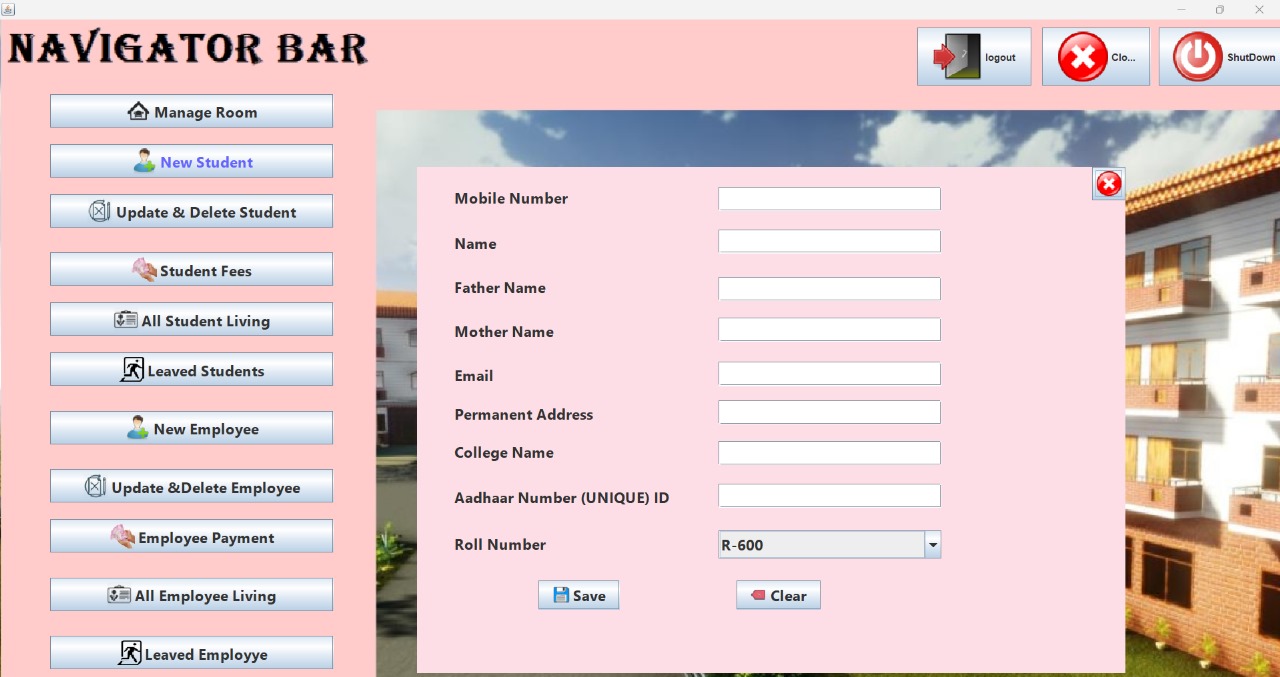 NAVIGATOR BAR
logout
Clo...
ShutDown
Manage Room
New Student
Update & Delete Student
Student Fees
All Student Living
Leaved Students
New Employee
Update &Delete Employee
Employee Payment
All Employee Living
Leaved Employye
Mobile Number
Name
Father Name
Mother Name
Email
Permanent Address
College Name
Aadhaar Number (UNIQUE) ID
Roll Number
R-600
Save
Clear